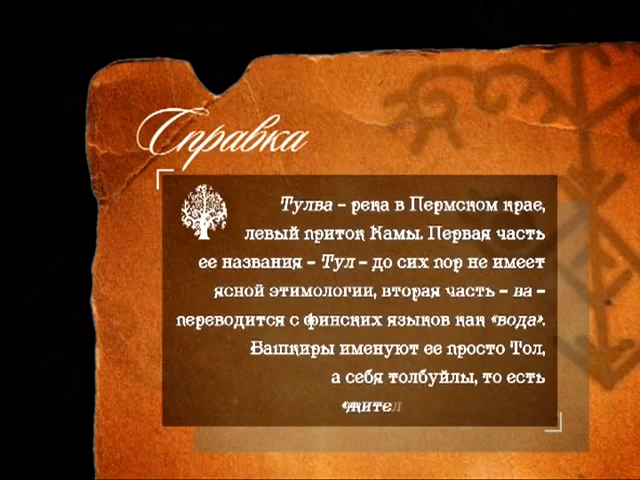 Справка
Тулва – река в Пермском крае,
левый приток Камы. Первая часть
ее названия – Тул – до сих пор не имеет
ясной этимологии, вторая часть – ва –
переводится с финских языков как «вода».
Башкиры именуют ее просто Тол,
а себя толбуйлы, то есть